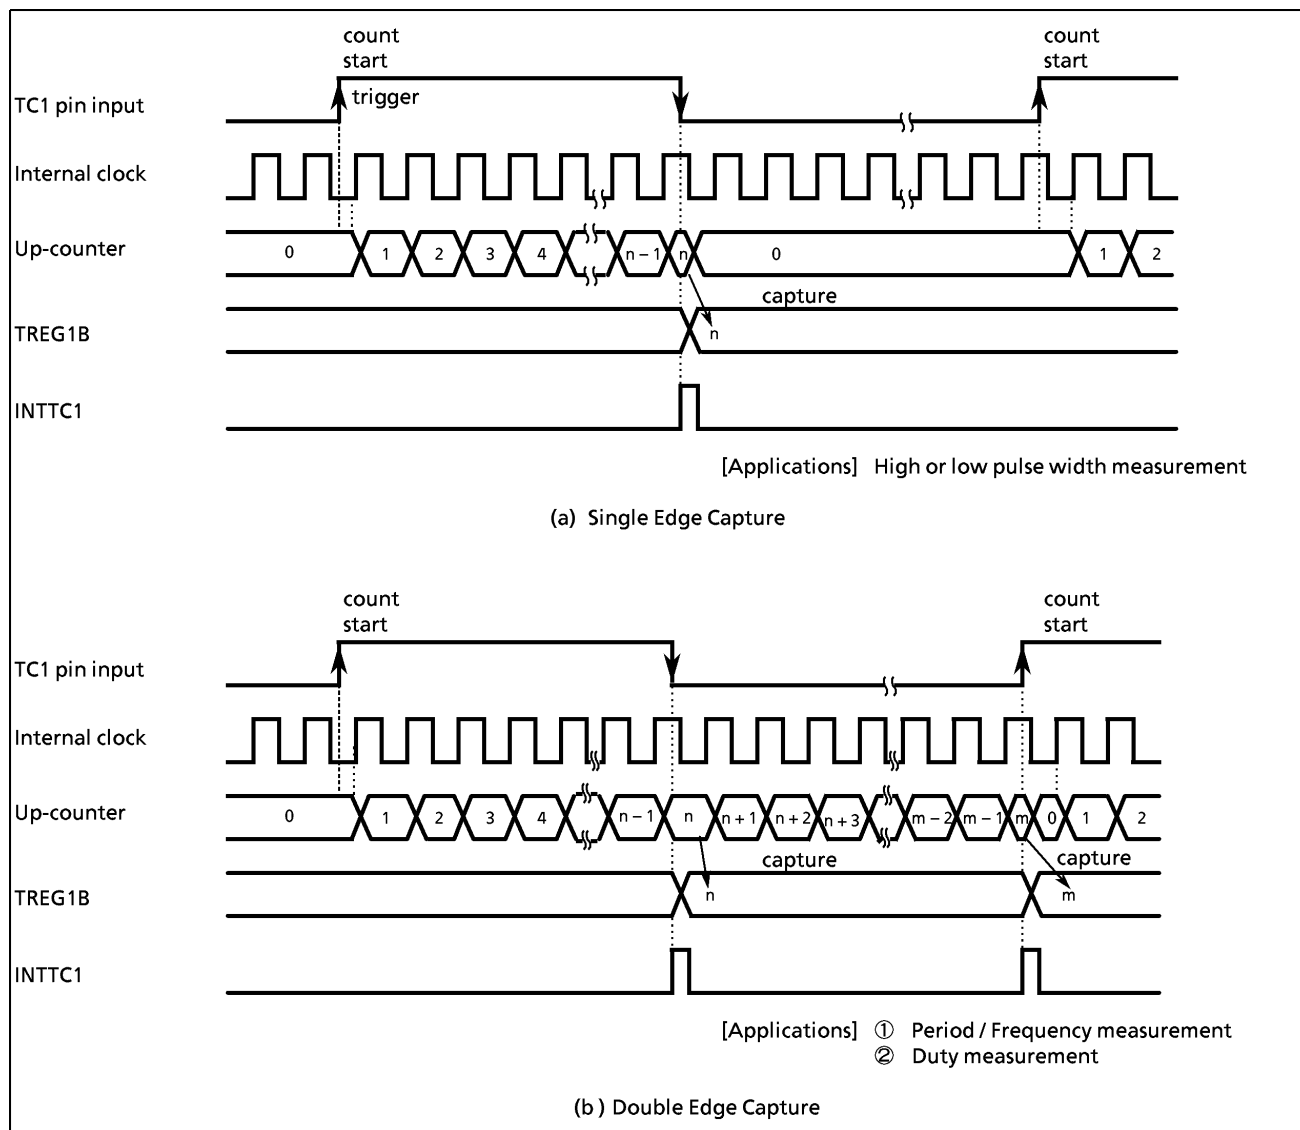 count
start
count
start
TC1 pin input
trigger
Internal clock
Up-counter
0 1 2 3 4 n – 1 n 0 1 2
capture
TREG1B
n
INTTC1
[Applications] High or low pulse width measurement
(a) Single Edge Capture
count
start
count
start
TC1 pin input
Internal clock
Up-counter
0 1 2 3 4 n – 1 n n + 1 n + 2 n + 3 m – 2 m – 1 m 0 1 2
capture
capture
TREG1B
n
m
INTTC1
[Applications] ① Period / Frequency measurement
② Duty measurement
(b ) Double Edge Capture